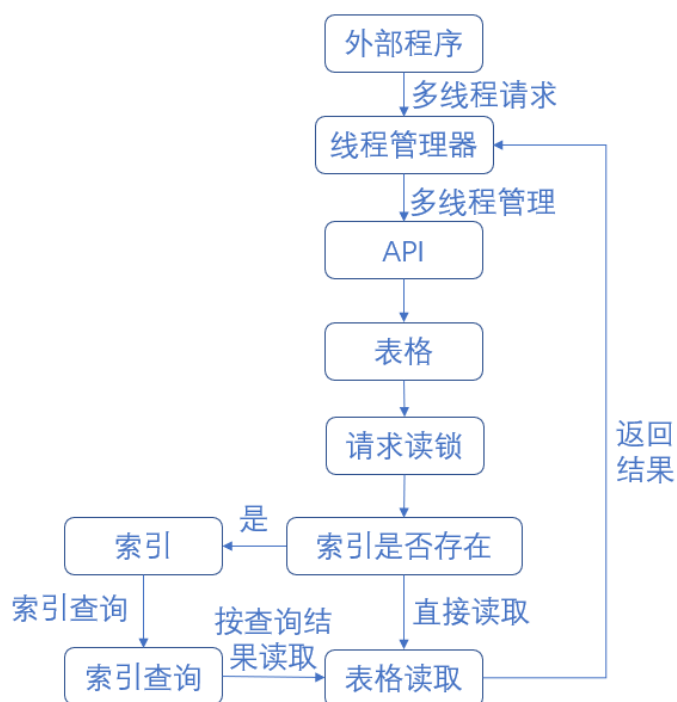 外部程序
多线程请求
线程管理器
多线程管理
API
表格
请求读锁
返回
结果
是
索引
索引是否存在
索引查询
按查询结
果读取
直接读取
索引查询
表格读取